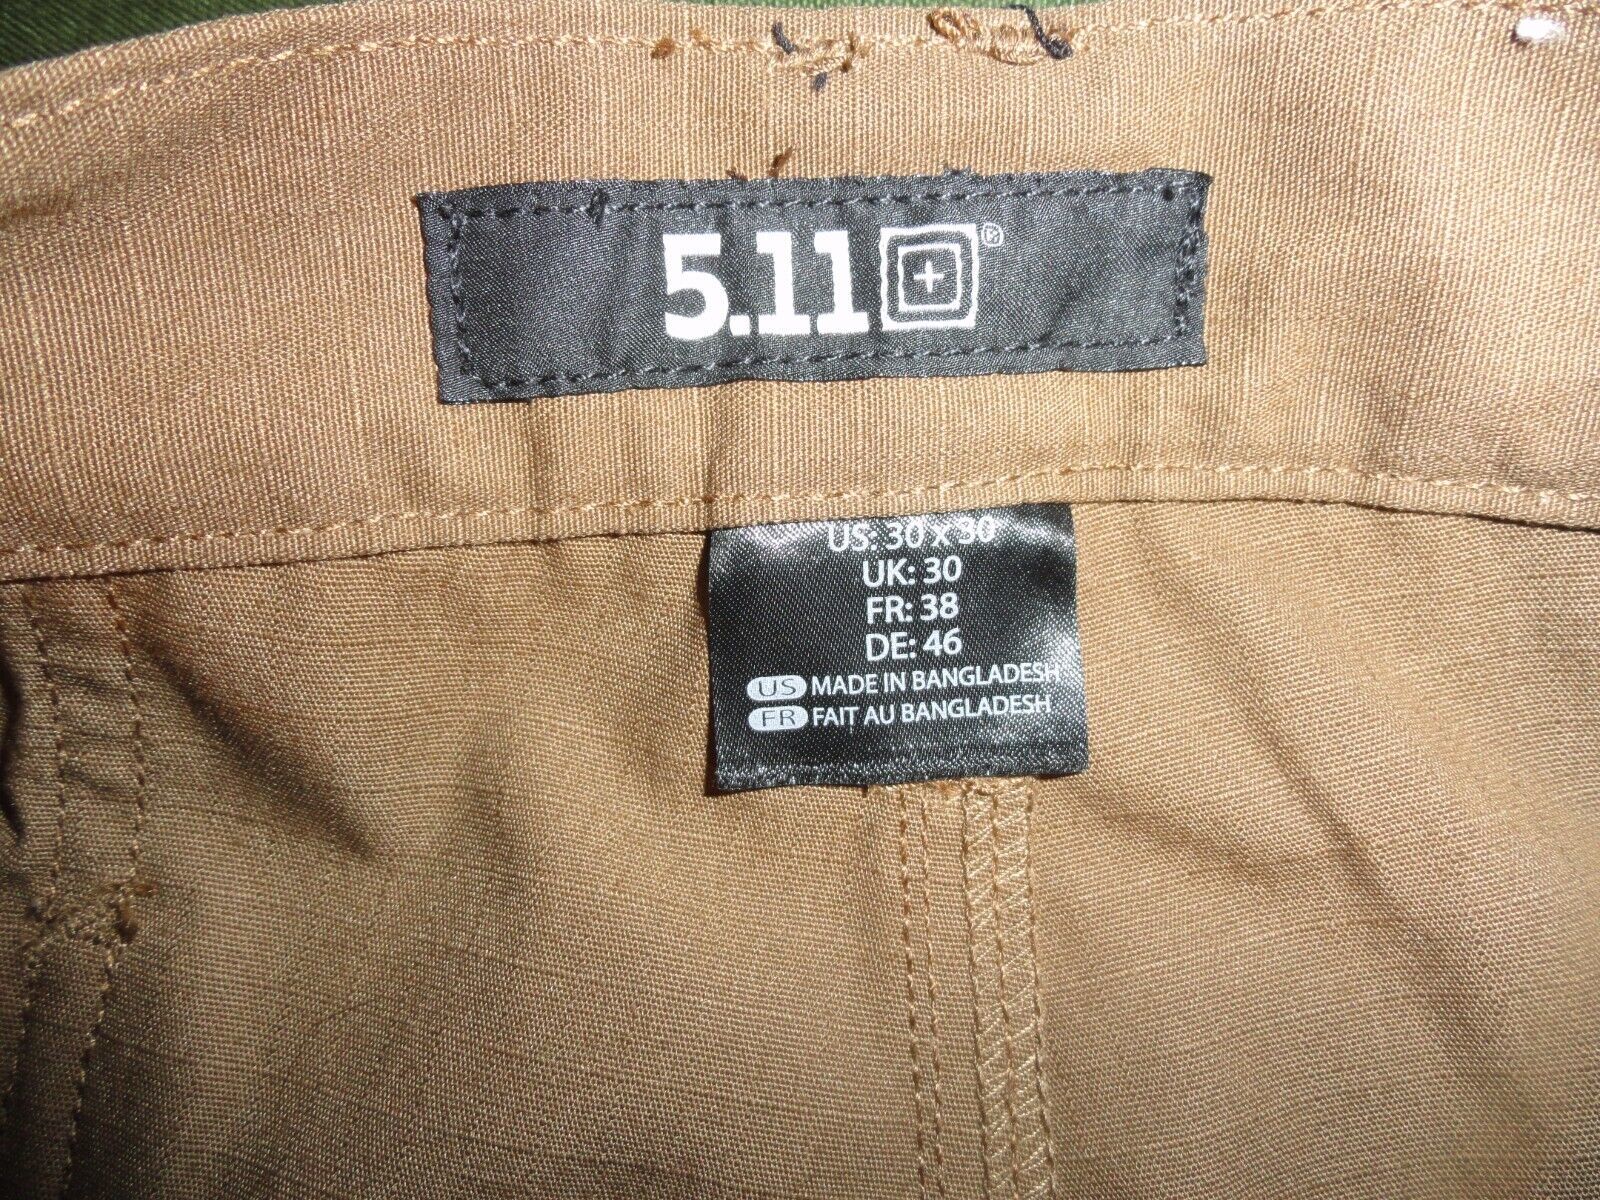 5.11®
US: 30 x 30
UK: 30
FR: 38
DE: 46
US MADE IN BANGLADESH
FR FAIT AU BANGLADESH